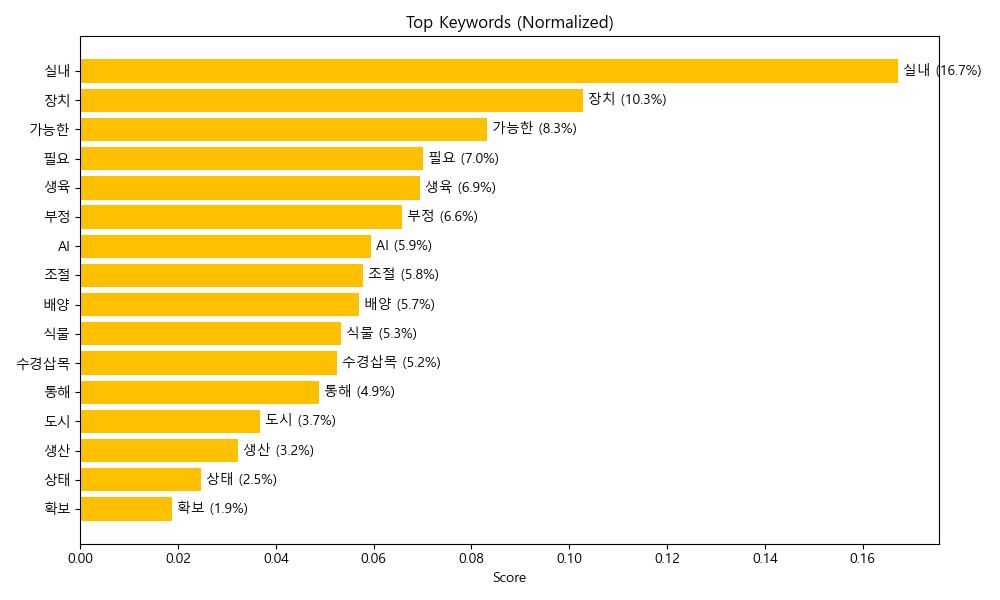 Top Keywords (Normalized)
실내 실내 (16.7%)
장치 장치 (10.3%)
가능한 가능한 (8.3%)
필요 필요 (7.0%)
생육 생육 (6.9%)
부정 부정 (6.6%)
AI AI (5.9%)
조절 조절 (5.8%)
배양 배양 (5.7%)
식물 식물 (5.3%)
수경삽목 수경삽목 (5.2%)
통해 통해 (4.9%)
도시 도시 (3.7%)
생산 생산 (3.2%)
상태 상태 (2.5%)
확보 확보 (1.9%)
0.00 0.02 0.04 0.06 0.08 0.10 0.12 0.14 0.16
Score